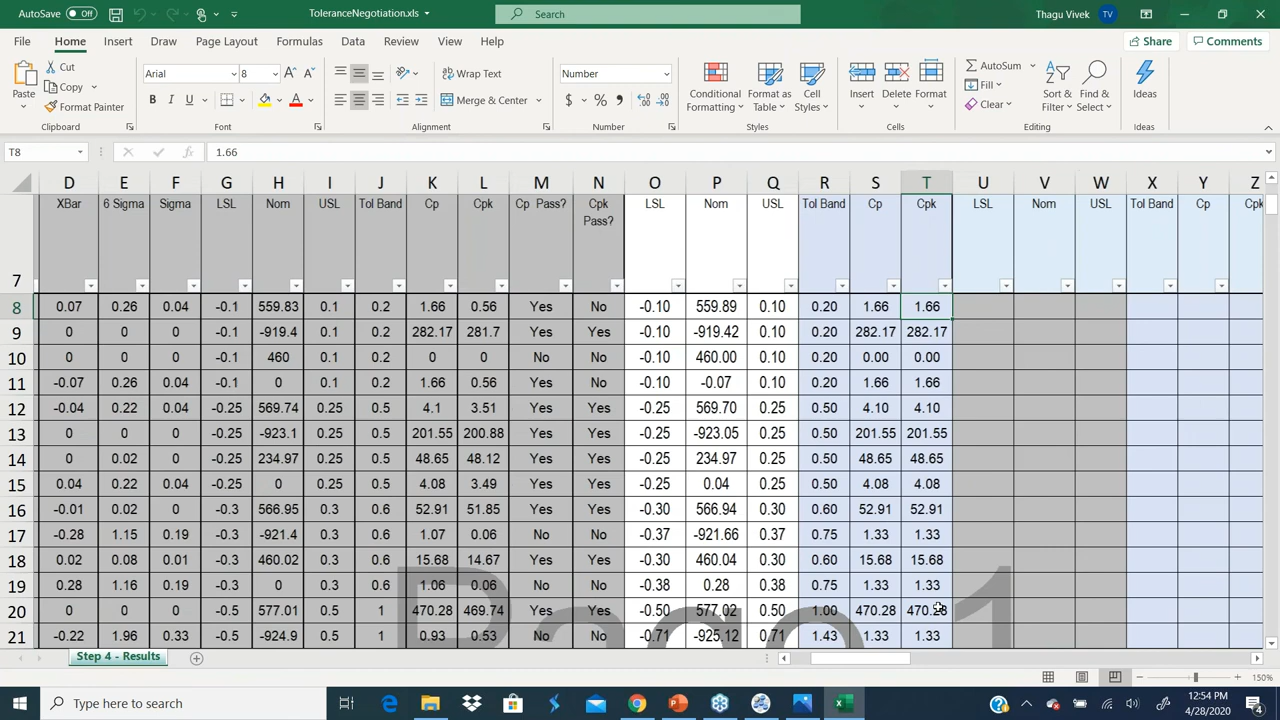 AutoSave Off ToleranceNegotiation.xls Search Thagu Vivek TV
File Home Insert Draw Page Layout Formulas Data Review View Help Share Comments
Paste Cut Copy Format Painter Clipboard
Arial 8 B I U A Font
Wrap Text Merge & Center Alignment
Number $ % Number
Conditional Formatting Format as Table Cell Styles Styles
Insert Delete Format Cells
AutoSum Fill Clear Sort & Filter Find & Select Editing
Ideas Ideas
T8 fx 1.66
D E F G H I J K L M N O P Q R S T U V W X Y Z
7 XBar 6 Sigma Sigma LSL Nom USL Tol Band Cp Cpk Cp Pass? Cpk Pass? LSL Nom USL Tol Band Cp Cpk LSL Nom USL Tol Band Cp Cpk
8 0.07 0.26 0.04 -0.1 559.83 0.1 0.2 1.66 0.56 Yes No -0.10 559.89 0.10 0.20 1.66 1.66
9 0 0 0 -0.1 -919.4 0.1 0.2 282.17 281.7 Yes Yes -0.10 -919.42 0.10 0.20 282.17 282.17
10 0 0 0 -0.1 460 0.1 0.2 0 0 No No -0.10 460.00 0.10 0.20 0.00 0.00
11 -0.07 0.26 0.04 -0.1 0 0.1 0.2 1.66 0.56 Yes No -0.10 -0.07 0.10 0.20 1.66 1.66
12 -0.04 0.22 0.04 -0.25 569.74 0.25 0.5 4.1 3.51 Yes Yes -0.25 569.70 0.25 0.50 4.10 4.10
13 0 0 0 -0.25 -923.1 0.25 0.5 201.55 200.88 Yes Yes -0.25 -923.05 0.25 0.50 201.55 201.55
14 0 0.02 0 -0.25 234.97 0.25 0.5 48.65 48.12 Yes Yes -0.25 234.97 0.25 0.50 48.65 48.65
15 0.04 0.22 0.04 -0.25 0 0.25 0.5 4.08 3.49 Yes Yes -0.25 0.04 0.25 0.50 4.08 4.08
16 -0.01 0.02 0 -0.3 566.95 0.3 0.6 52.91 51.85 Yes Yes -0.30 566.94 0.30 0.60 52.91 52.91
17 -0.28 1.15 0.19 -0.3 -921.4 0.3 0.6 1.07 0.06 No No -0.37 -921.66 0.37 0.75 1.33 1.33
18 0.02 0.08 0.01 -0.3 460.02 0.3 0.6 15.68 14.67 Yes Yes -0.30 460.04 0.30 0.60 15.68 15.68
19 0.28 1.16 0.19 -0.3 0 0.3 0.6 1.06 0.06 No No -0.38 0.28 0.38 0.75 1.33 1.33
20 0 0 0 -0.5 577.01 0.5 1 470.28 469.74 Yes Yes -0.50 577.02 0.50 1.00 470.28 470.28
21 -0.22 1.96 0.33 -0.5 -924.9 0.5 1 0.93 0.53 No No -0.71 -925.12 0.71 1.43 1.33 1.33
Page 1
Step 4 - Results
150%
Type here to search
12:54 PM
4/28/2020